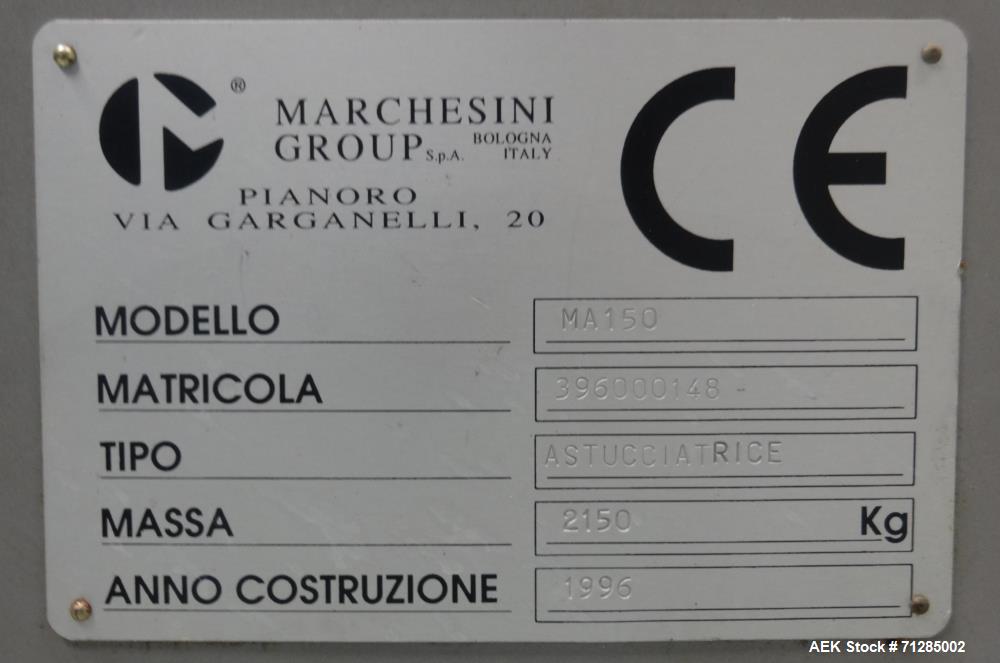 ®
MARCHESINI
GROUP S.p.A. BOLOGNA ITALY
PIANORO
VIA GARGANELLI, 20
CE
MODELLO MA150
MATRICOLA 396000148 -
TIPO ASTUCCIATRICE
MASSA 2150 Kg
ANNO COSTRUZIONE 1996
AEK Stock #71285002